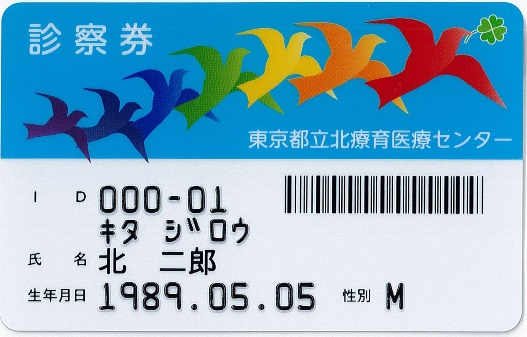 診察券
東京都立北療育医療センター
ID 000-01
キタ ジロウ
氏名 北 二郎
生年月日 1989.05.05 性別 M